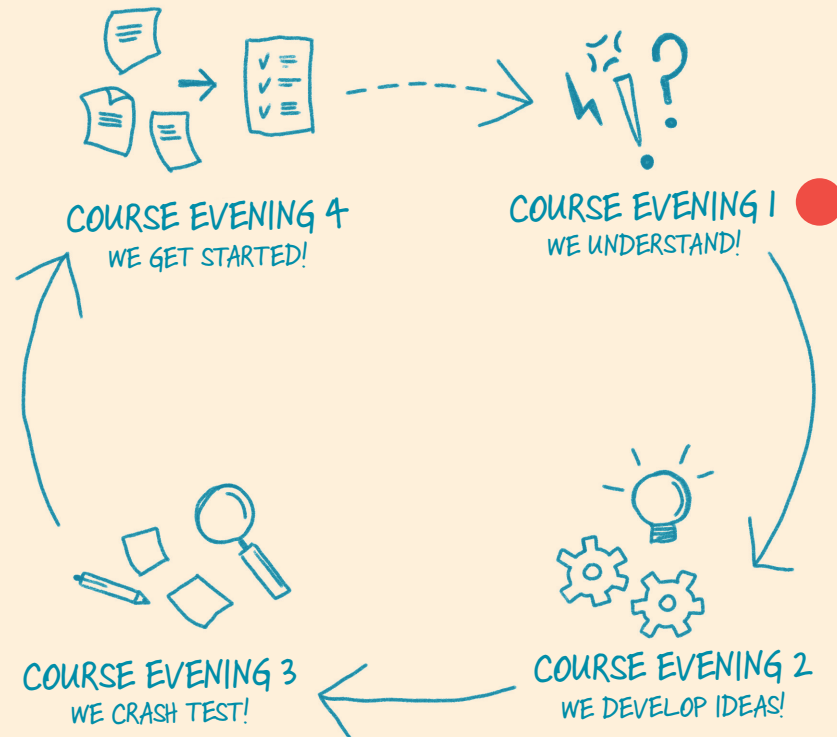 COURSE EVENING 4
WE GET STARTED!
COURSE EVENING 1
WE UNDERSTAND!
COURSE EVENING 3
WE CRASH TEST!
COURSE EVENING 2
WE DEVELOP IDEAS!